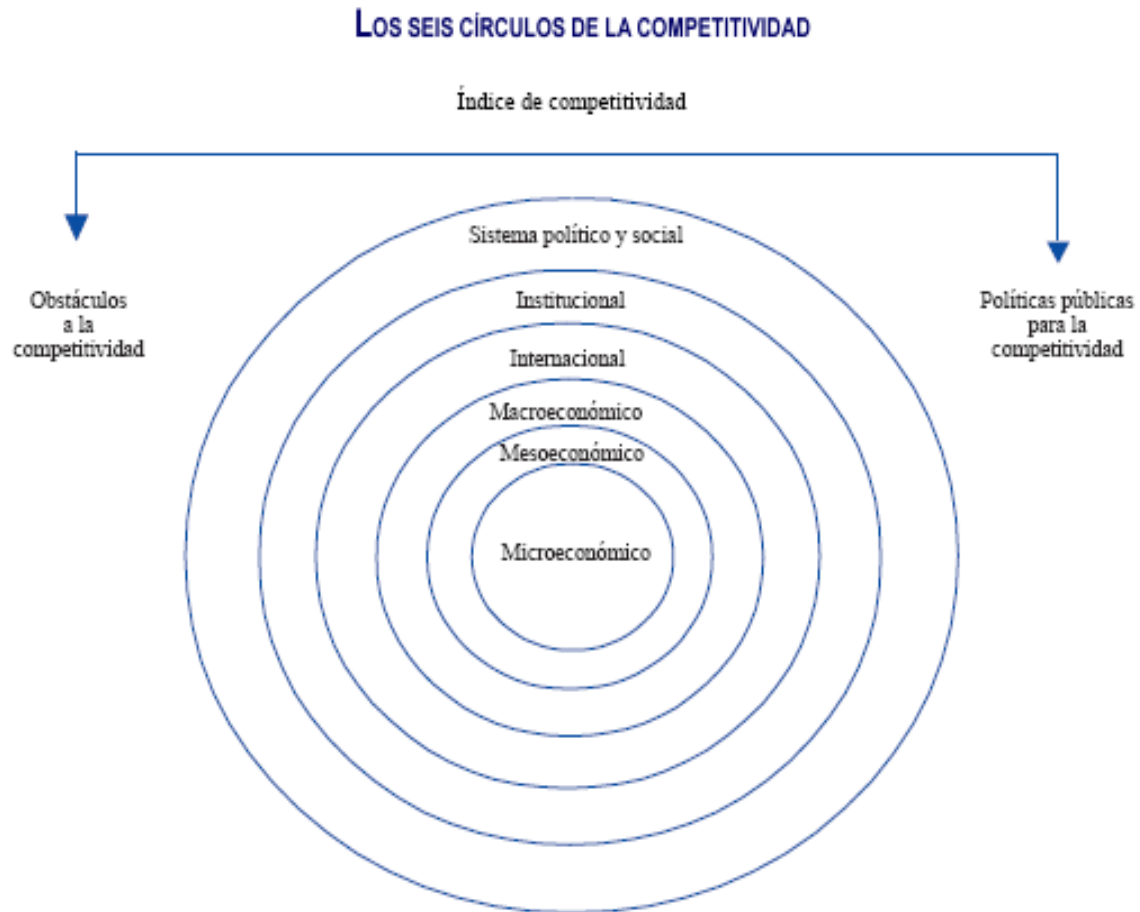 LOS SEIS CÍRCULOS DE LA COMPETITIVIDAD
Índice de competitividad
Obstáculos
a la
competitividad
Sistema político y social
Institucional
Internacional
Macroeconómico
Mesoeconómico
Microeconómico
Políticas públicas
para la
competitividad